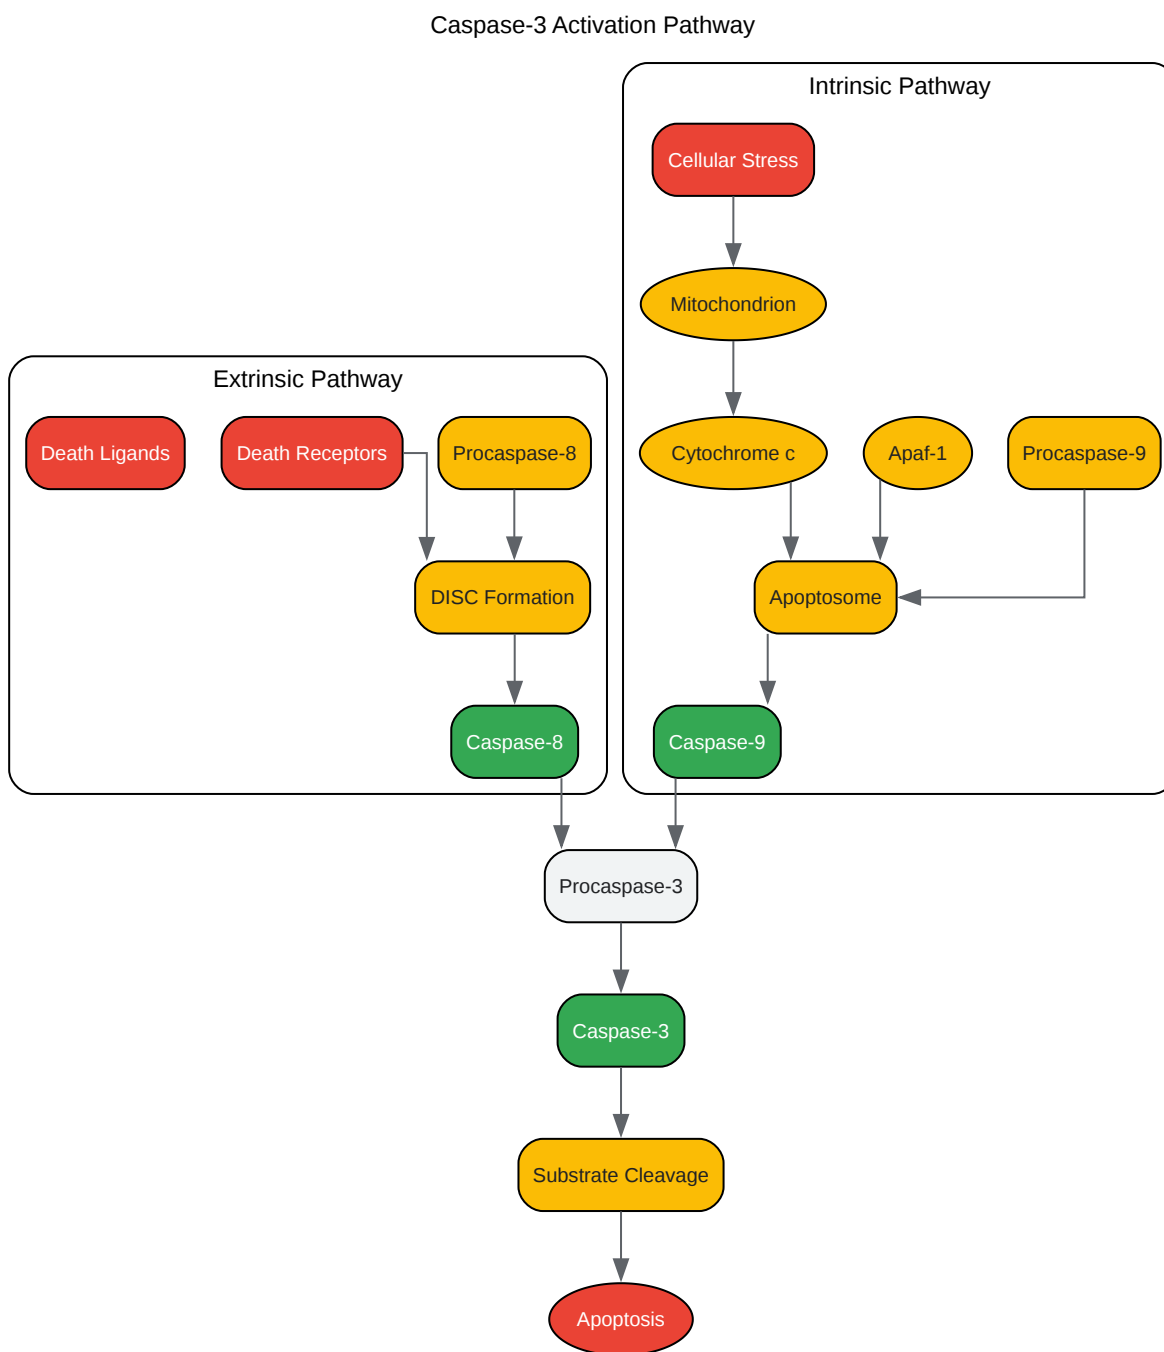 Caspase-3 Activation Pathway
Intrinsic Pathway
Cellular Stress
Mitochondrion
Extrinsic Pathway
Death Ligands
Death Receptors
Procaspase-8
Cytochrome c
Apaf-1
Procaspase-9
DISC Formation
Apoptosome
Caspase-8
Caspase-9
Procaspase-3
Caspase-3
Substrate Cleavage
Apoptosis